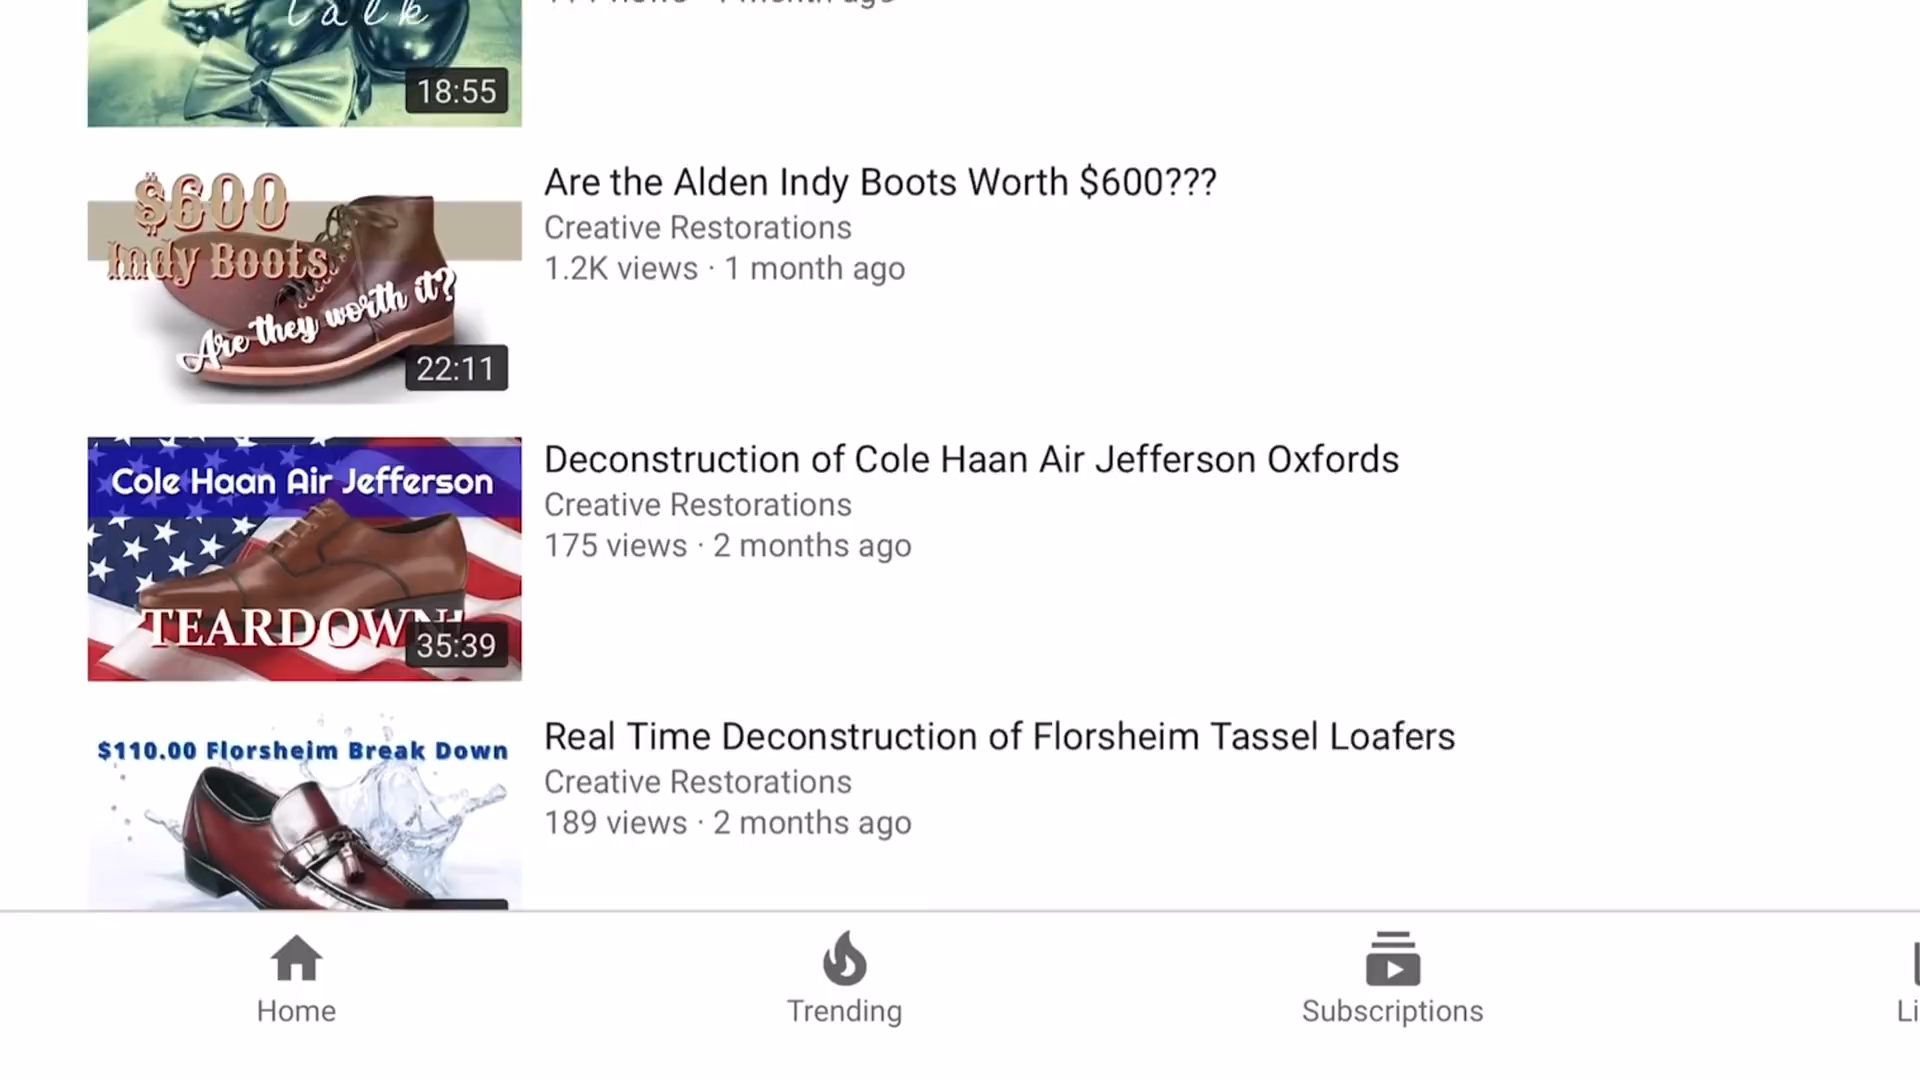 talk
18:55
$600
Indy Boots
Are they worth it?
22:11
Are the Alden Indy Boots Worth $600???
Creative Restorations
1.2K views · 1 month ago
Cole Haan Air Jefferson
TEARDOWN!
35:39
Deconstruction of Cole Haan Air Jefferson Oxfords
Creative Restorations
175 views · 2 months ago
$110.00 Florsheim Break Down
Real Time Deconstruction of Florsheim Tassel Loafers
Creative Restorations
189 views · 2 months ago
Home
Trending
Subscriptions
Li